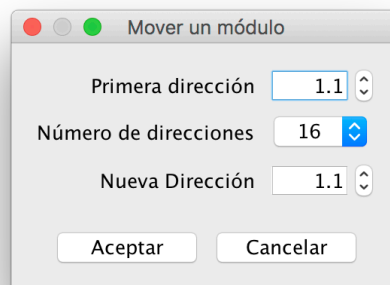 Mover un módulo
Primera dirección 1.1
Número de direcciones 16
Nueva Dirección 1.1
Aceptar Cancelar